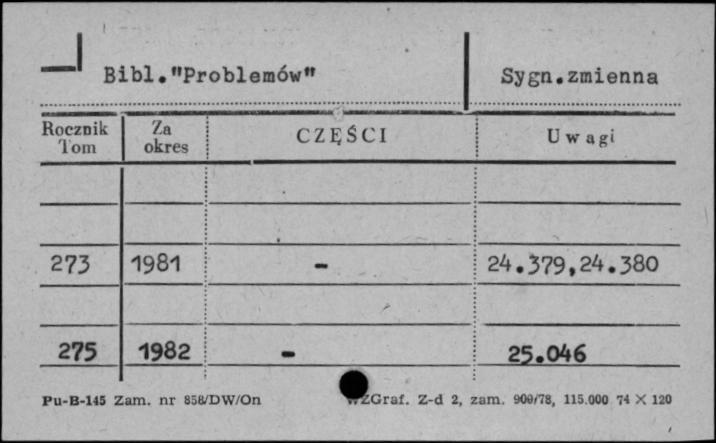 Bibl."Problemów" Sygn.zmienna
Rocznik Tom Za okres CZĘŚCI Uwagi
273 1981 - 24.379,24.380
275 1982 - 25.046
Pu-B-145 Zam. nr 858/DW/On WZGraf. Z-d 2, zam. 900/78, 115.000 74 X 120